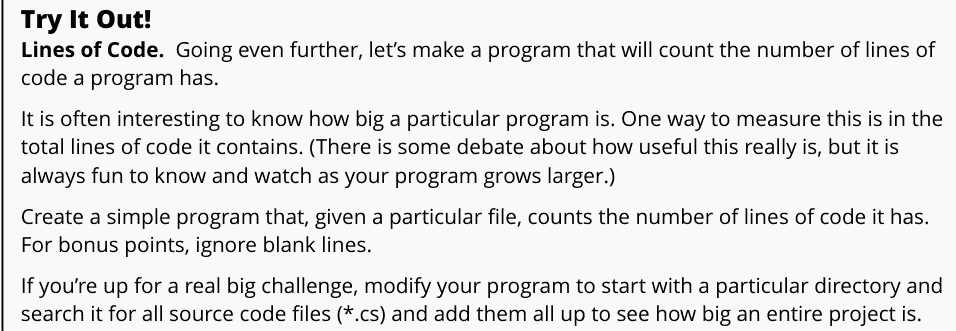 Try It Out!
Lines of Code.  Going even further, let’s make a program that will count the number of lines of
code a program has.
It is often interesting to know how big a particular program is. One way to measure this is in the
total lines of code it contains. (There is some debate about how useful this really is, but it is
always fun to know and watch as your program grows larger.)
Create a simple program that, given a particular file, counts the number of lines of code it has.
For bonus points, ignore blank lines.
If you’re up for a real big challenge, modify your program to start with a particular directory and
search it for all source code files (*.cs) and add them all up to see how big an entire project is.